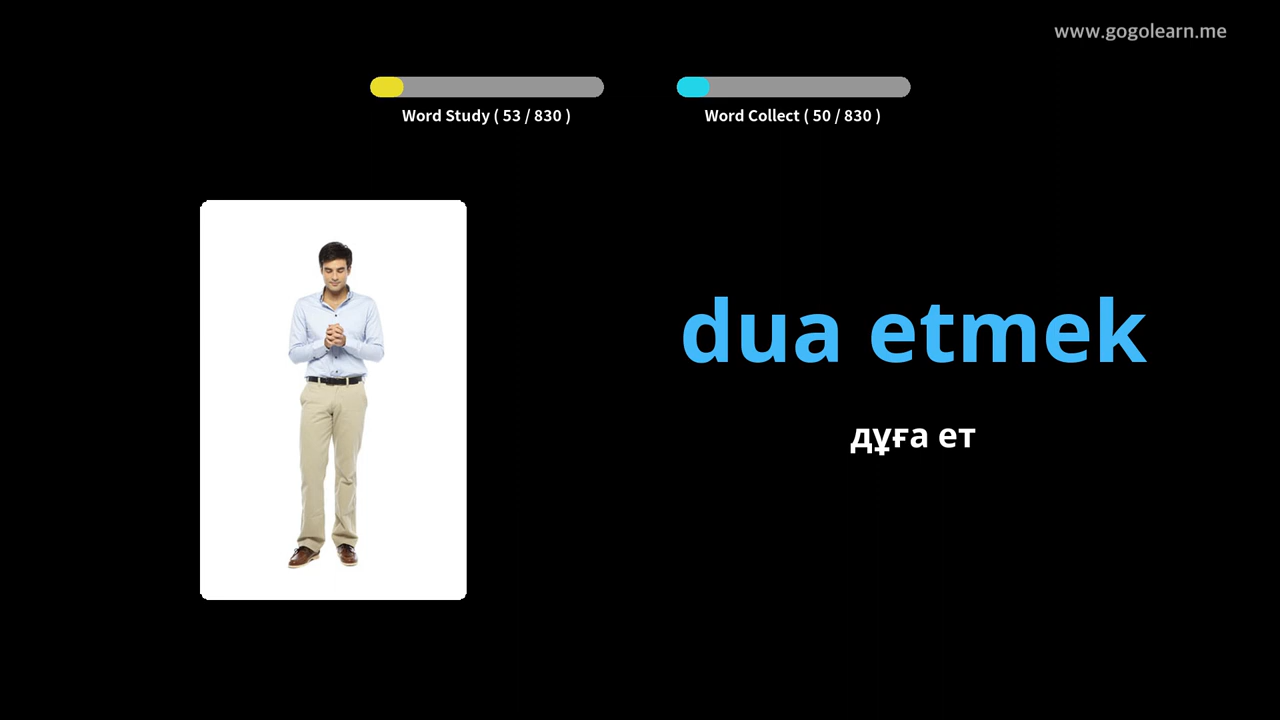 www.gogolearn.me
Word Study ( 53 / 830 )
Word Collect ( 50 / 830 )
dua etmek
дұға ет